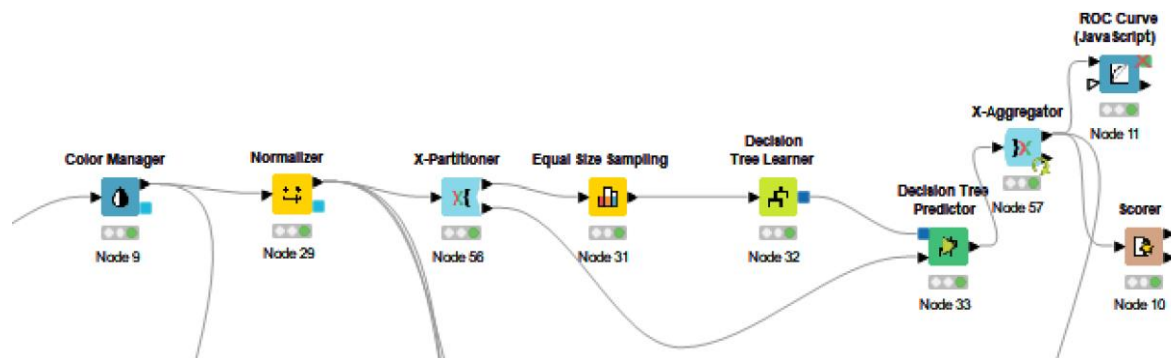 ROC Curve
(JavaScript)
Node 11
X-Aggregator
Node 57
Color Manager
Node 9
Normalizer
Node 29
X-Partitioner
Node 56
Equal Size Sampling
Node 31
Decision
Tree Learner
Node 32
Decision Tree
Predictor
Node 33
Scorer
Node 10